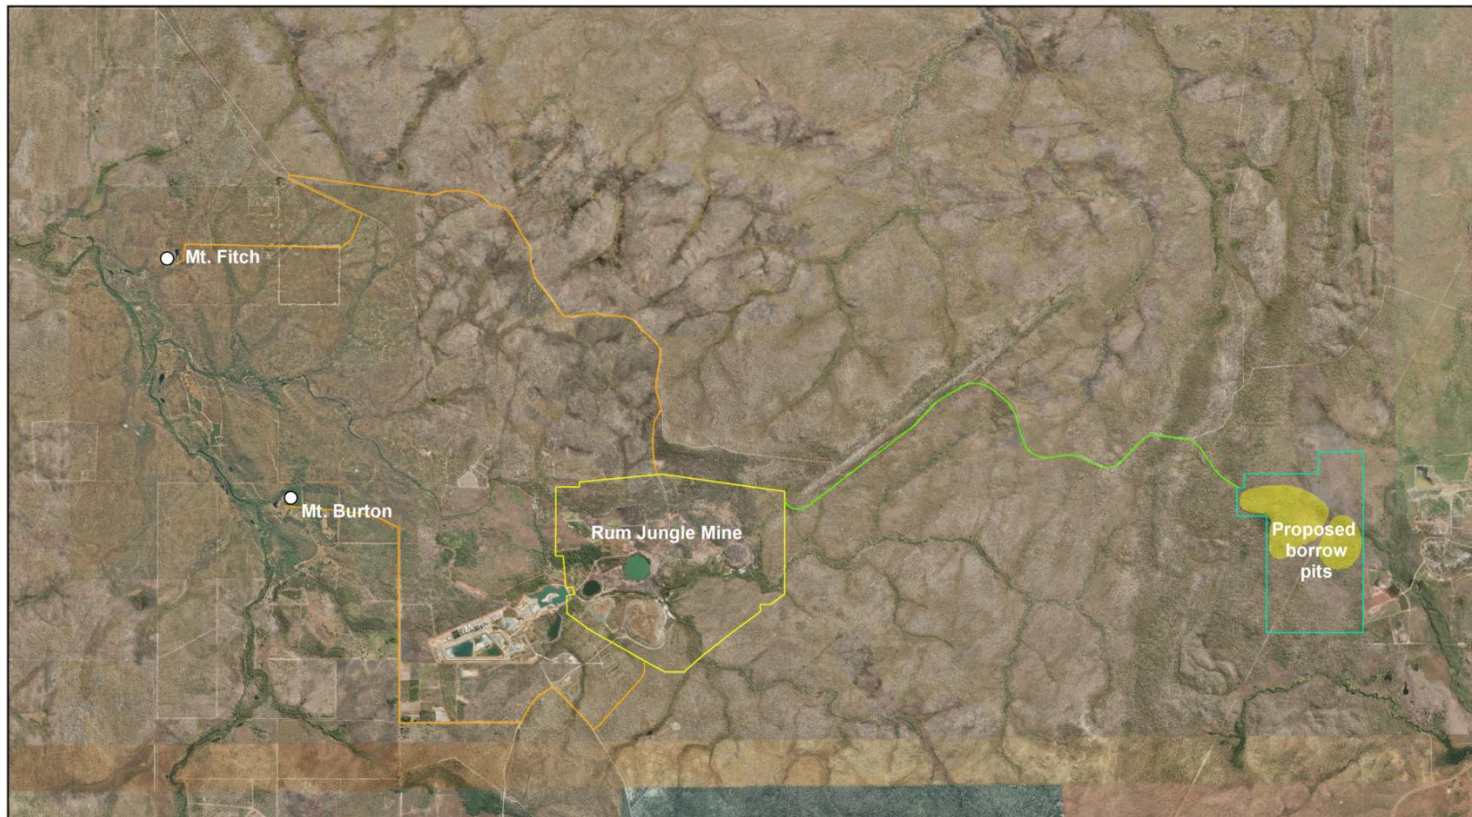 Mt. Fitch
Mt. Burton
Rum Jungle Mine
Proposed
borrow
pits